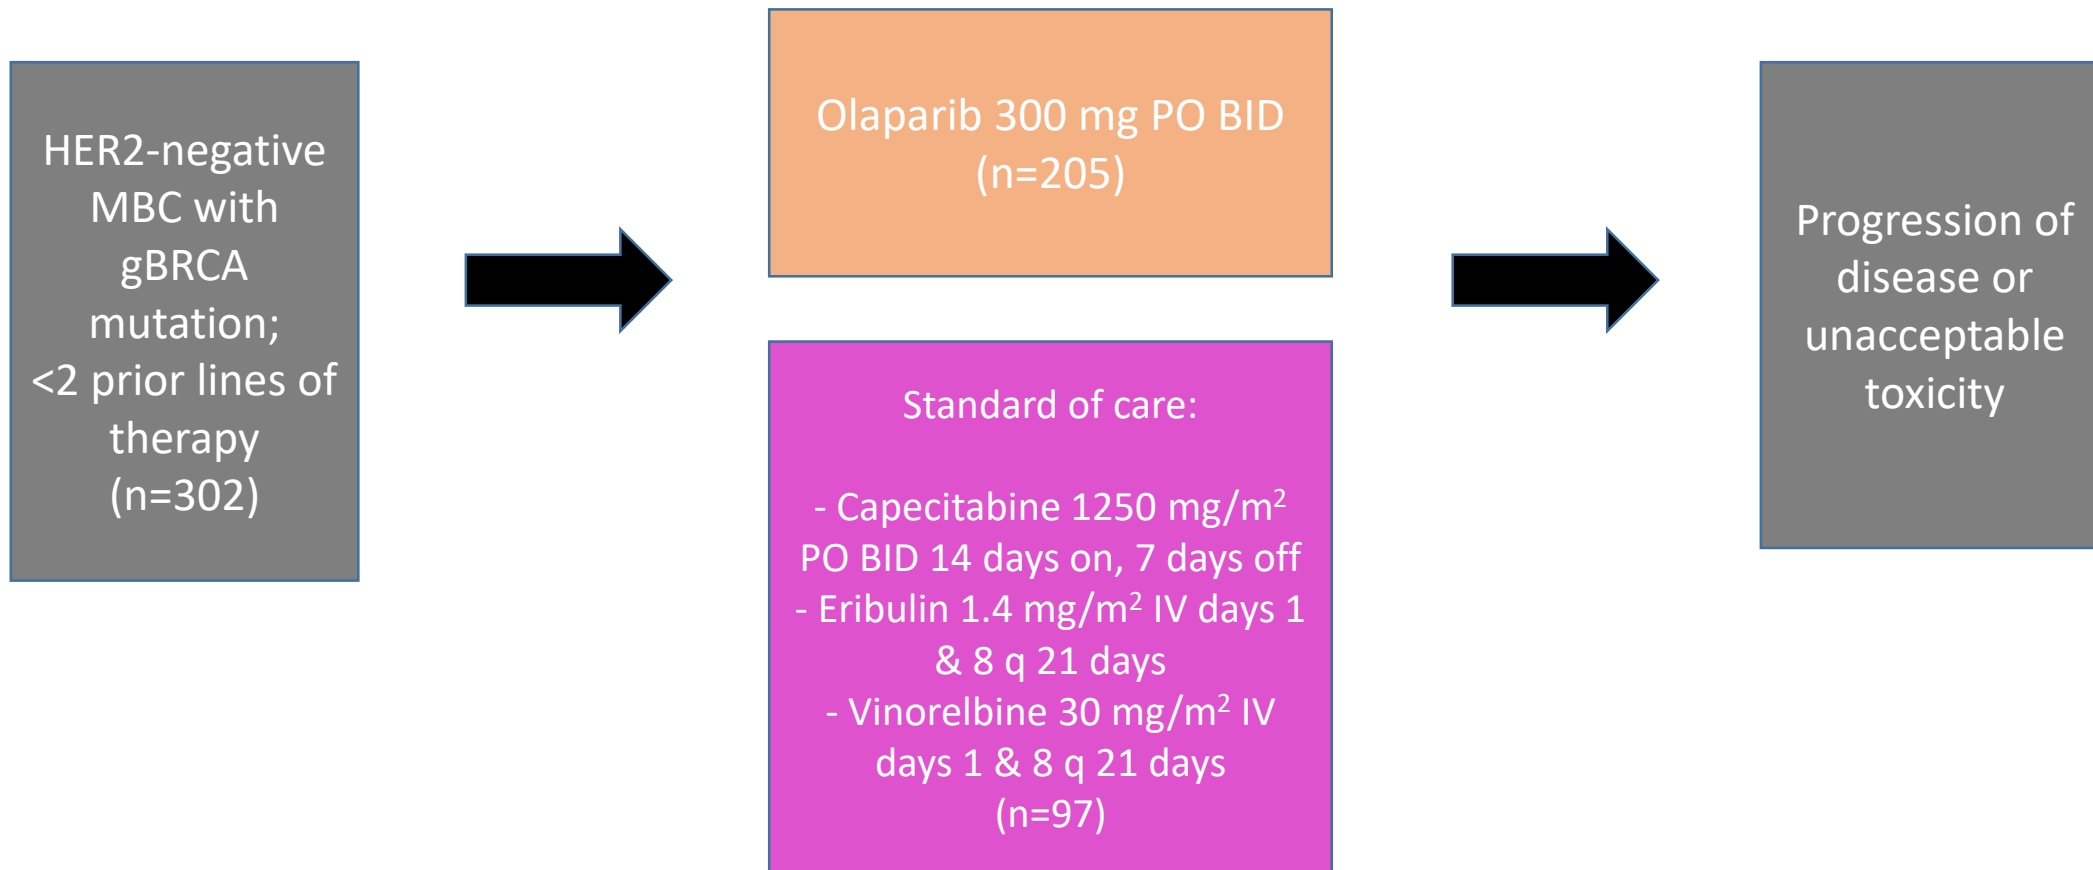 HER2-negative
MBC with
gBRCA
mutation;
<2 prior lines of
therapy
(n=302)
Olaparib 300 mg PO BID
(n=205)
Standard of care:
- Capecitabine 1250 mg/m²
PO BID 14 days on, 7 days off
- Eribulin 1.4 mg/m² IV days 1
& 8 q 21 days
- Vinorelbine 30 mg/m² IV
days 1 & 8 q 21 days
(n=97)
Progression of
disease or
unacceptable
toxicity